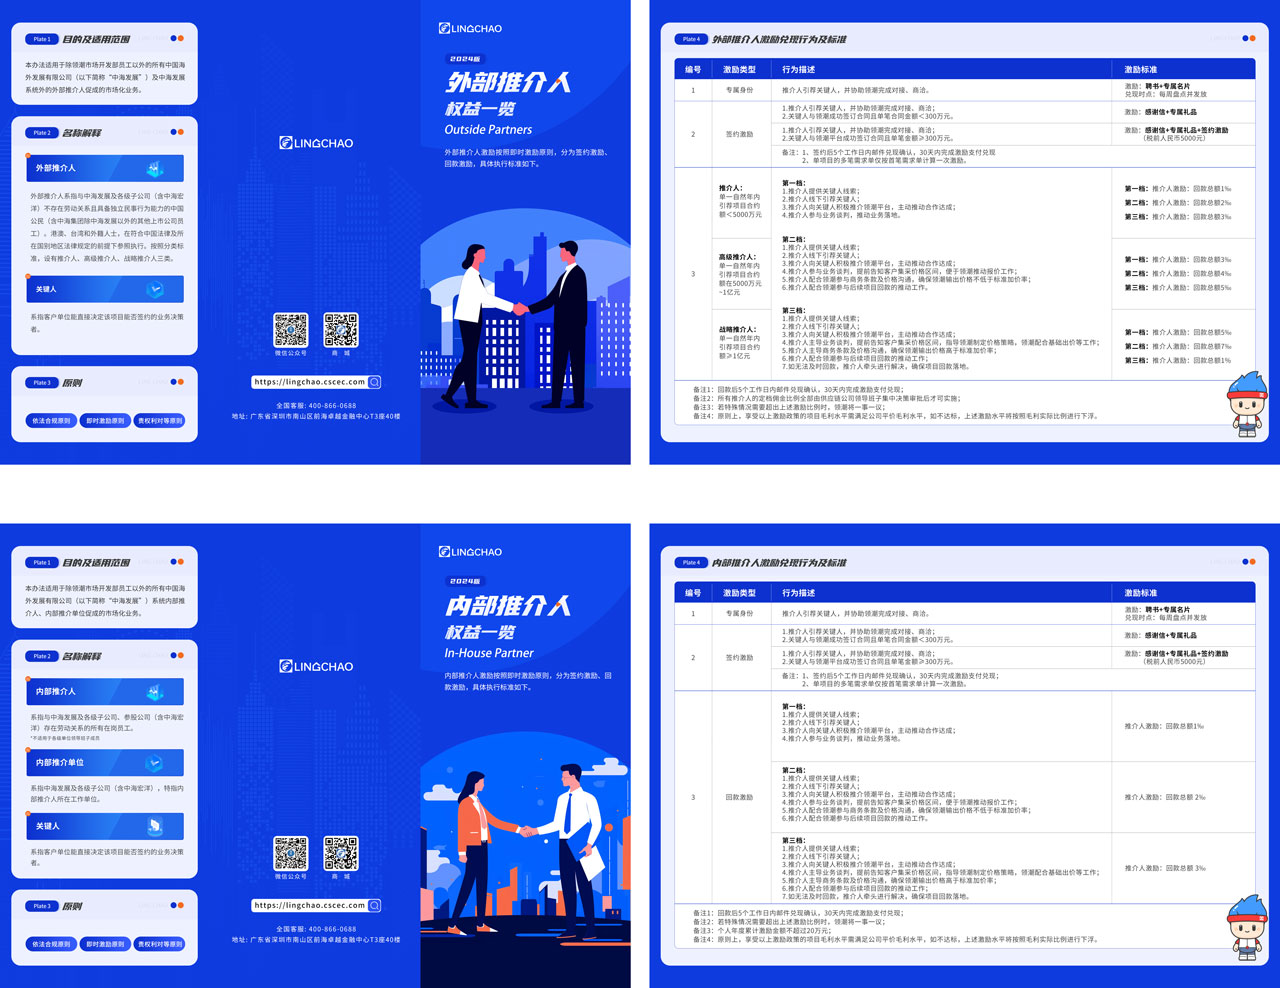 Plate 1 目的及适用范围
本办法适用于除领潮市场开发部员工以外的所有中国海
外发展有限公司（以下简称“中海发展”）及中海发展
系统外的外部推介人促成的市场化业务。
Plate 2 名称解释
外部推介人
外部推介人系指与中海发展及各级子公司（含中海宏
洋）不存在劳动关系且具备独立民事行为能力的中国
公民（含中海集团除中海发展以外的其他上市公司员
工）。港澳、台湾和外籍人士，在符合中国法律及所
在国别地区法律规定的前提下参照执行。按照分类标
准，设有推介人、高级推介人、战略推介人三类。
关键人
系指客户单位能直接决定该项目能否签约的业务决策
者。
Plate 3 原则
依法合规原则 即时激励原则 责权利对等原则
LINGCHAO
微信公众号 商 城
https://lingchao.cscec.com
全国客服: 400-866-0688
地址: 广东省深圳市南山区前海卓越金融中心T3座40楼
LINGCHAO
2024版
外部推介人
权益一览
Outside Partners
外部推介人激励按照即时激励原则，分为签约激励、
回款激励，具体执行标准如下。
Plate 4 外部推介人激励兑现行为及标准
编号 激励类型 行为描述 激励标准
1 专属身份 推介人引荐关键人，并协助领潮完成对接、商洽。
激励：聘书+专属名片
兑现时点：每周盘点并发放
2 签约激励
1.推介人引荐关键人，并协助领潮完成对接、商洽；
2.关键人与领潮成功签订合同且单笔合同金额＜300万元。
激励：感谢信+专属礼品
1.推介人引荐关键人，并协助领潮完成对接、商洽；
2.关键人与领潮平台成功签订合同且单笔合同金额≥300万元。
激励：感谢信+专属礼品+签约激励
（税前人民币5000元）
备注：1、签约后5个工作日内邮件兑现确认，30天内完成激励支付兑现
2、单项目的多笔需求单仅按首笔需求单计算一次激励。
3
推介人：
单一自然年内
引荐项目合约
额＜5000万元
高级推介人：
单一自然年内
引荐项目合约
额在5000万元
~1亿元
战略推介人：
单一自然年内
引荐项目合约
额≥1亿元
第一档：
1.推介人提供关键人线索；
2.推介人线下引荐关键人；
3.推介人向关键人积极推介领潮平台，主动推动合作达成；
4.推介人参与业务谈判，推动业务落地。
第二档：
1.推介人提供关键人线索；
2.推介人线下引荐关键人；
3.推介人向关键人积极推介领潮平台，主动推动合作达成；
4.推介人参与业务谈判，提前告知客户集采价格区间，便于领潮推动报价工作；
5.推介人配合领潮参与商务条款及价格沟通，确保领潮输出价格不低于标准加价率；
6.推介人配合领潮参与后续项目回款的推动工作。
第三档：
1.推介人提供关键人线索；
2.推介人线下引荐关键人；
3.推介人向关键人积极推介领潮平台，主动推动合作达成；
4.推介人主导业务谈判，提前告知客户集采价格区间，指导领潮制定价格策略，领潮配合基础出价等工作；
5.推介人主导商务条款及价格沟通，确保领潮输出价格高于标准加价率；
6.推介人配合领潮参与后续项目回款的推动工作；
7.如无法及时回款，推介人牵头进行解决，确保项目回款落地。
第一档：推介人激励：回款总额1‰
第二档：推介人激励：回款总额2‰
第三档：推介人激励：回款总额3‰
第一档：推介人激励：回款总额3‰
第二档：推介人激励：回款总额4‰
第三档：推介人激励：回款总额5‰
第一档：推介人激励：回款总额5‰
第二档：推介人激励：回款总额7‰
第三档：推介人激励：回款总额1%
备注1：回款后5个工作日内邮件兑现确认，30天内完成激励支付兑现；
备注2：所有推介人的定档佣金比例全部由供应链公司领导班子集中决策审批后才可实施；
备注3：若特殊情况需要超出上述激励比例时，领潮将一事一议；
备注4：原则上，享受以上激励政策的项目毛利水平需满足公司平价毛利水平，如不达标，上述激励水平将按照毛利实际比例进行下浮。
Plate 1 目的及适用范围
本办法适用于除领潮市场开发部员工以外的所有中国海
外发展有限公司（以下简称“中海发展”）系统内部推
介人、内部推介单位促成的市场化业务。
Plate 2 名称解释
内部推介人
系指与中海发展及各级子公司、参股公司（含中海宏
洋）存在劳动关系的所有在岗员工。
*不适用于各级单位领导班子成员
内部推介单位
系指中海发展及各级子公司（含中海宏洋），特指内
部推介人所在工作单位。
关键人
系指客户单位能直接决定该项目能否签约的业务决策
者。
Plate 3 原则
依法合规原则 即时激励原则 责权利对等原则
LINGCHAO
微信公众号 商 城
https://lingchao.cscec.com
全国客服: 400-866-0688
地址: 广东省深圳市南山区前海卓越金融中心T3座40楼
LINGCHAO
2024版
内部推介人
权益一览
In-House Partner
内部推介人激励按照即时激励原则，分为签约激励、回
款激励，具体执行标准如下。
Plate 4 内部推介人激励兑现行为及标准
编号 激励类型 行为描述 激励标准
1 专属身份 推介人引荐关键人，并协助领潮完成对接、商洽。
激励：聘书+专属名片
兑现时点：每周盘点并发放
2 签约激励
1.推介人引荐关键人，并协助领潮完成对接、商洽；
2.关键人与领潮成功签订合同且单笔合同金额＜300万元。
激励：感谢信+专属礼品
1.推介人引荐关键人，并协助领潮完成对接、商洽；
2.关键人与领潮平台成功签订合同且单笔金额≥300万元。
激励：感谢信+专属礼品+签约激励
（税前人民币5000元）
备注：1、签约后5个工作日内邮件兑现确认，30天内完成激励支付兑现；
2、单项目的多笔需求单仅按首笔需求单计算一次激励。
3 回款激励
第一档：
1.推介人提供关键人线索；
2.推介人线下引荐关键人；
3.推介人向关键人积极推介领潮平台，主动推动合作达成；
4.推介人参与业务谈判，推动业务落地。
推介人激励：回款总额1‰
第二档：
1.推介人提供关键人线索；
2.推介人线下引荐关键人；
3.推介人向关键人积极推介领潮平台，主动推动合作达成；
4.推介人参与业务谈判，提前告知客户集采价格区间，便于领潮推动报价工作；
5.推介人配合领潮参与商务条款及价格沟通，确保领潮输出价格不低于标准加价率；
6.推介人配合领潮参与后续项目回款的推动工作。
推介人激励：回款总额 2‰
第三档：
1.推介人提供关键人线索；
2.推介人线下引荐关键人；
3.推介人向关键人积极推介领潮平台，主动推动合作达成；
4.推介人主导业务谈判，提前告知客户集采价格区间，指导领潮制定价格策略，领潮配合基础出价等工作；
5.推介人主导商务条款及价格沟通，确保领潮输出价格高于标准加价率；
6.推介人配合领潮参与后续项目回款的推动工作；
7.如无法及时回款，推介人牵头进行解决，确保项目回款落地。
推介人激励：回款总额 3‰
备注1：回款后5个工作日内邮件兑现确认，30天内完成激励支付兑现；
备注2：若特殊情况需要超出上述激励比例时，领潮将一事一议；
备注3：个人年度累计激励金额不超过20万元；
备注4：原则上，享受以上激励政策的项目毛利水平需满足公司平价毛利水平，如不达标，上述激励水平将按照毛利实际比例进行下浮。